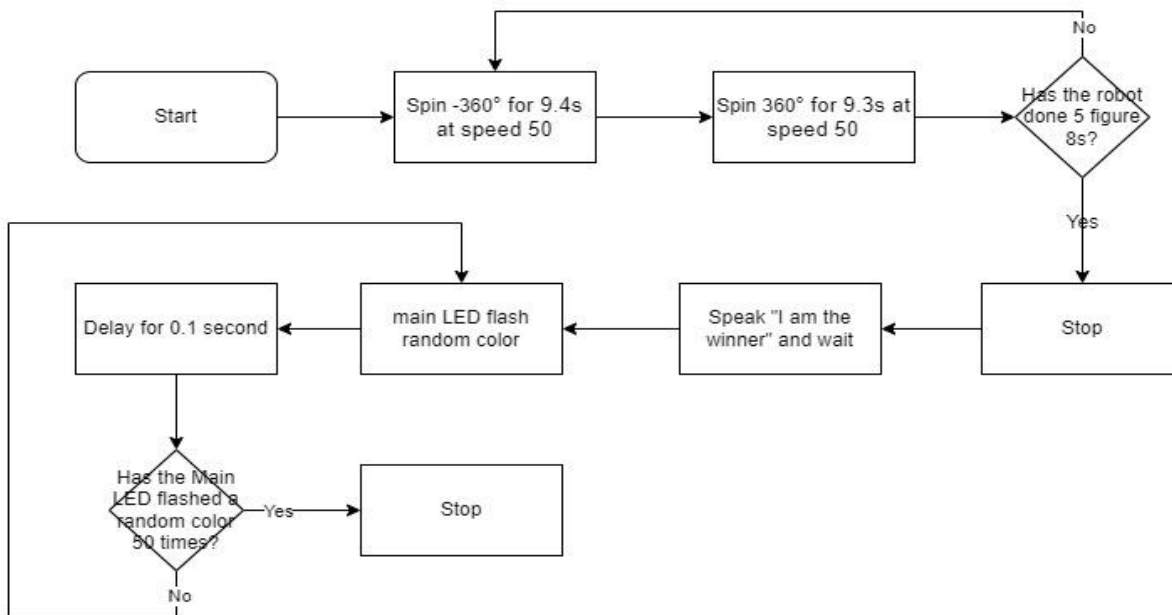 No
Start
Spin -360° for 9.4s
at speed 50
Spin 360° for 9.3s at
speed 50
Has the robot
done 5 figure
8s?
Yes
Delay for 0.1 second
main LED flash
random color
Speak "I am the
winner" and wait
Stop
Has the Main
LED flashed a
random color
50 times?
Yes
Stop
No